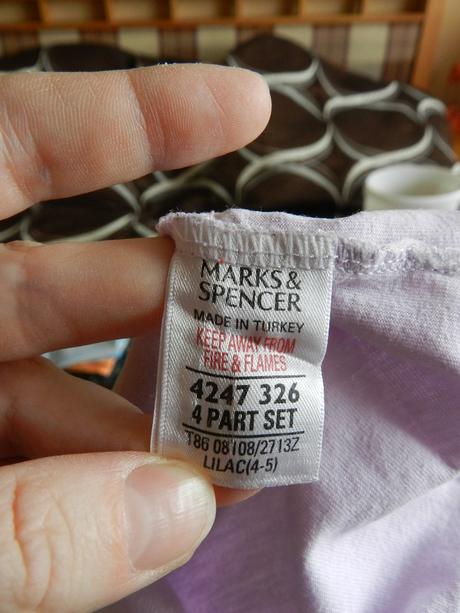 MARKS &
SPENCER
MADE IN TURKEY
KEEP AWAY FROM
FIRE & FLAMES
4247 326
4 PART SET
T86 08108/2713Z
LILAC(4-5)